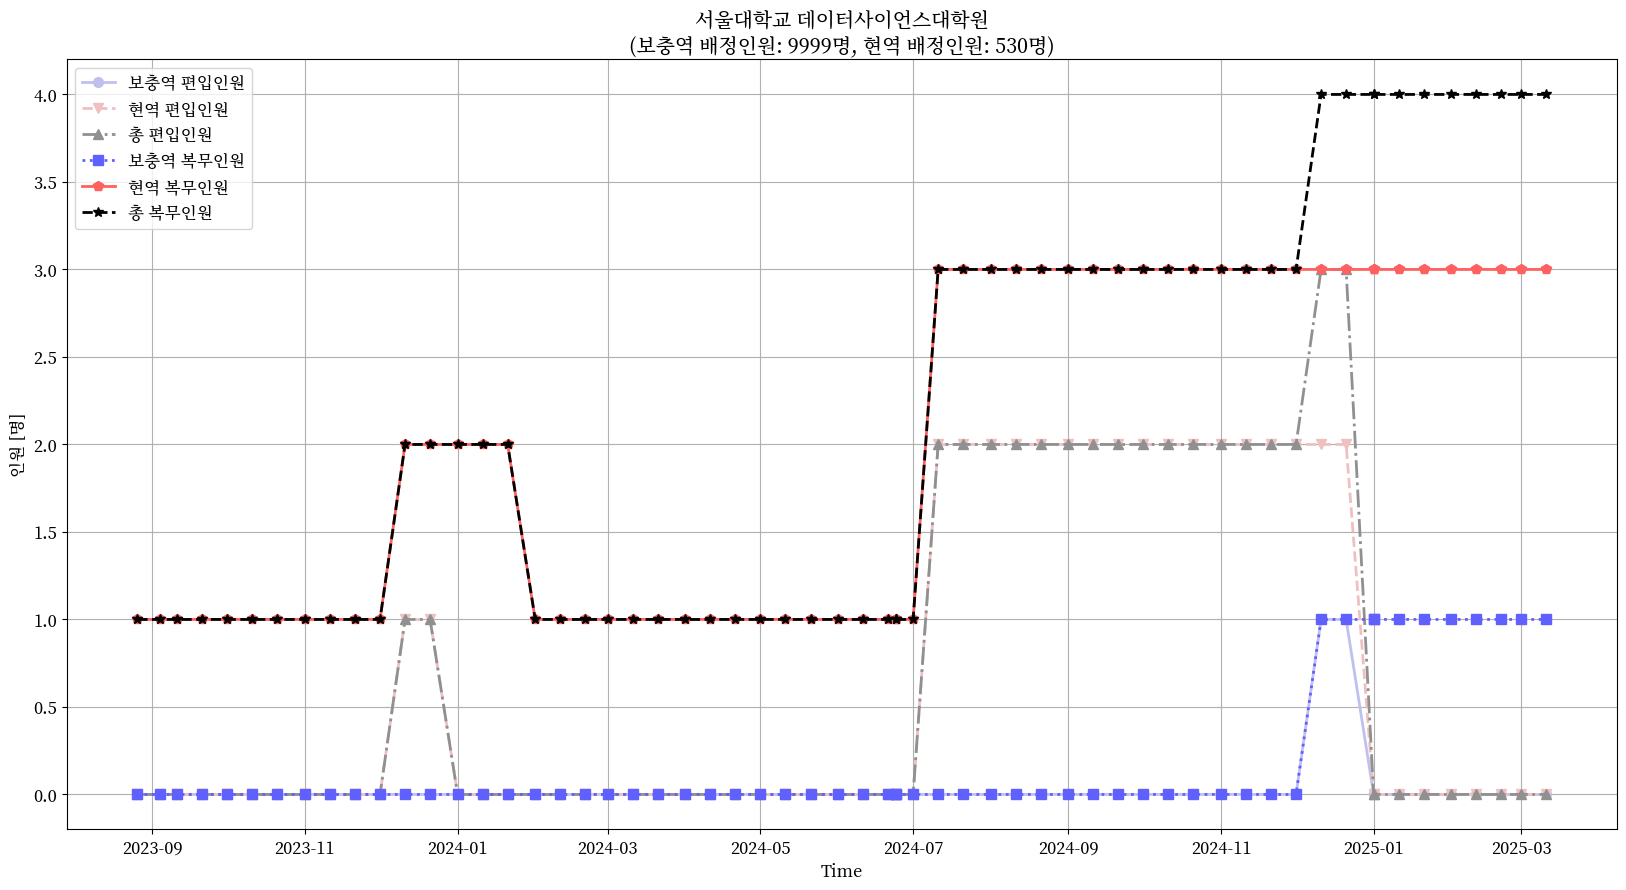 서울대학교 데이터사이언스대학원
(보충역 배정인원: 9999명, 현역 배정인원: 530명)
보충역 편입인원
현역 편입인원
총 편입인원
보충역 복무인원
현역 복무인원
총 복무인원
4.0
3.5
3.0
2.5
2.0
1.5
1.0
0.5
0.0
인원 [명]
2023-09 2023-11 2024-01 2024-03 2024-05 2024-07 2024-09 2024-11 2025-01 2025-03
Time